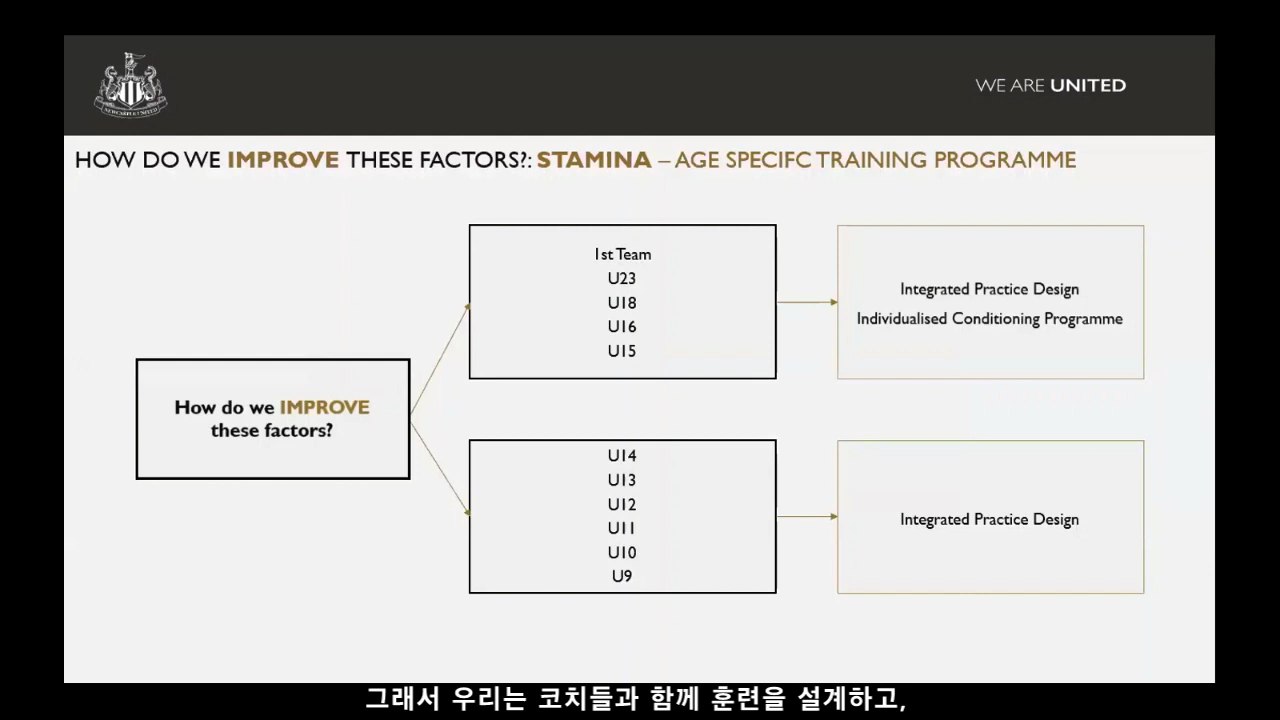 NEWCASTLE UNITED
WE ARE UNITED
HOW DO WE IMPROVE THESE FACTORS?: STAMINA – AGE SPECIFC TRAINING PROGRAMME
How do we IMPROVE
these factors?
1st Team
U23
U18
U16
U15
Integrated Practice Design
Individualised Conditioning Programme
U14
U13
U12
U11
U10
U9
Integrated Practice Design
그래서 우리는 코치들과 함께 훈련을 설계하고,